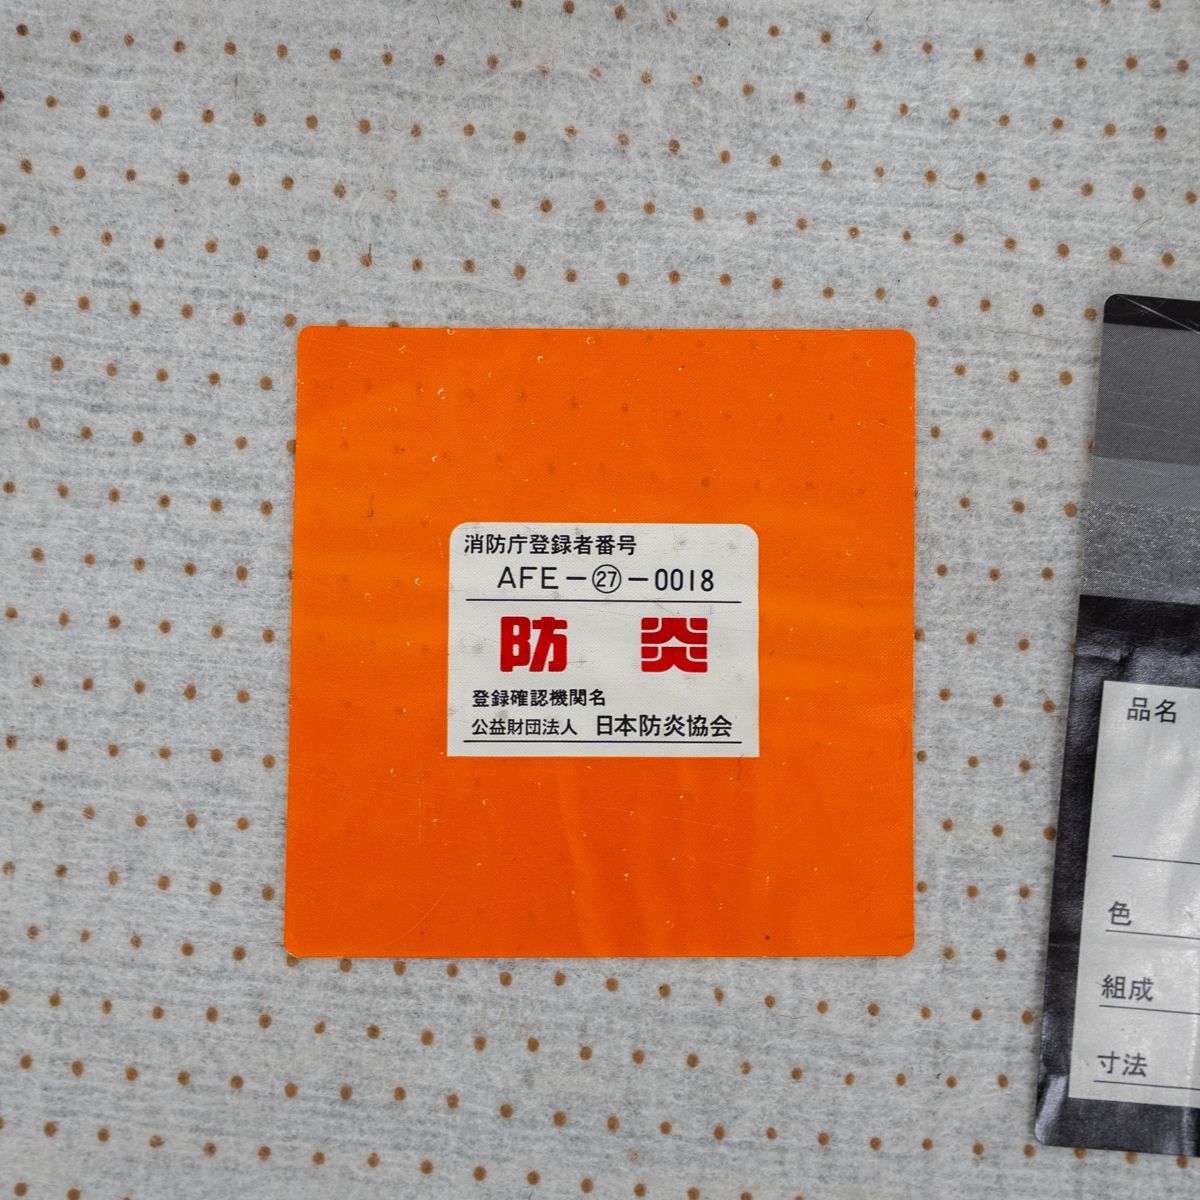 消防庁登録者番号
AFE-㉗-0018
防 炎
登録確認機関名
公益財団法人 日本防炎協会
品名
色
組成
寸法